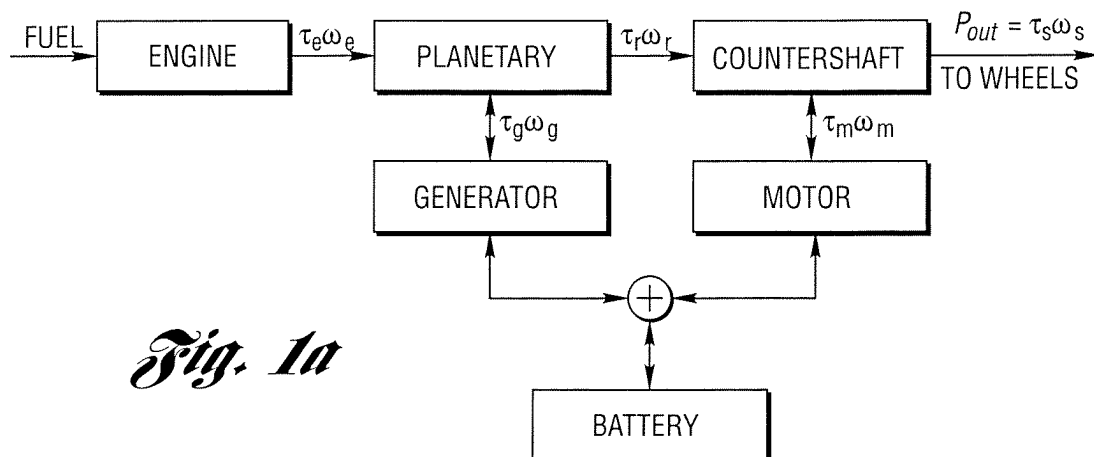 FUEL
ENGINE
τeωe
PLANETARY
τrωr
COUNTERSHAFT
Pout = τsωs
TO WHEELS
τgωg
τmωm
GENERATOR
MOTOR
+
Fig. 1a
BATTERY